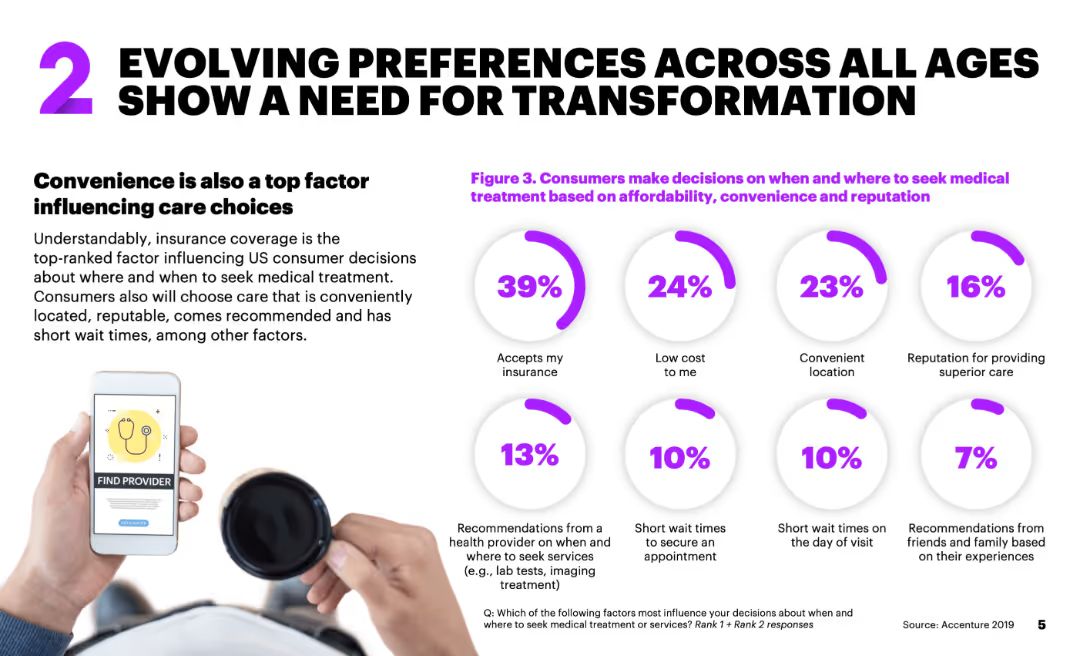 2
EVOLVING PREFERENCES ACROSS ALL AGES
SHOW A NEED FOR TRANSFORMATION
Convenience is also a top factor
influencing care choices
Understandably, insurance coverage is the
top-ranked factor influencing US consumer decisions
about where and when to seek medical treatment.
Consumers also will choose care that is conveniently
located, reputable, comes recommended and has
short wait times, among other factors.
FIND PROVIDER
Figure 3. Consumers make decisions on when and where to seek medical
treatment based on affordability, convenience and reputation
39%
Accepts my
insurance
24%
Low cost
to me
23%
Convenient
location
16%
Reputation for providing
superior care
13%
Recommendations from a
health provider on when and
where to seek services
(e.g., lab tests, imaging
treatment)
10%
Short wait times
to secure an
appointment
10%
Short wait times on
the day of visit
7%
Recommendations from
friends and family based
on their experiences
Q: Which of the following factors most influence your decisions about when and
where to seek medical treatment or services? Rank 1 + Rank 2 responses
Source: Accenture 2019
5